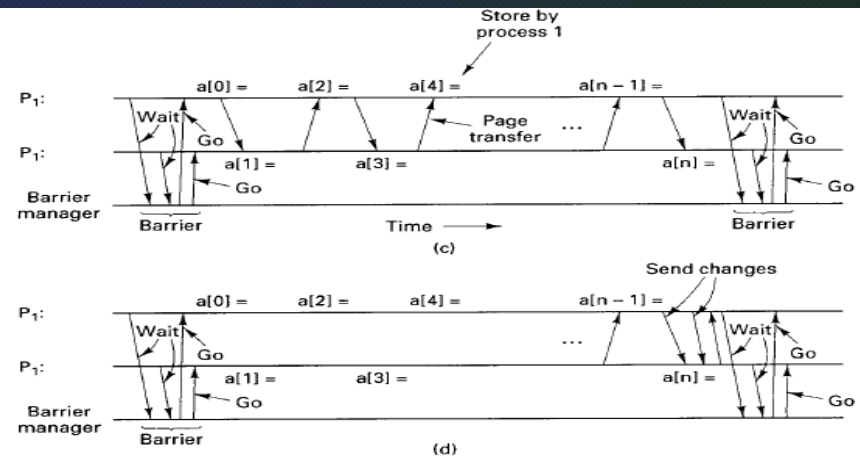 Store by
process 1
a[0] = a[2] = a[4] = a[n − 1] =
P₁:
Wait Go Page transfer ... Wait Go
P₁:
a[1] = a[3] = a[n] =
Go Go
Barrier
manager
Barrier Time Barrier
(c)
Send changes
a[0] = a[2] = a[4] = a[n − 1] =
P₁:
Wait Go ... Wait Go
P₁:
a[1] = a[3] = a[n] =
Go Go
Barrier
manager
Barrier
(d)